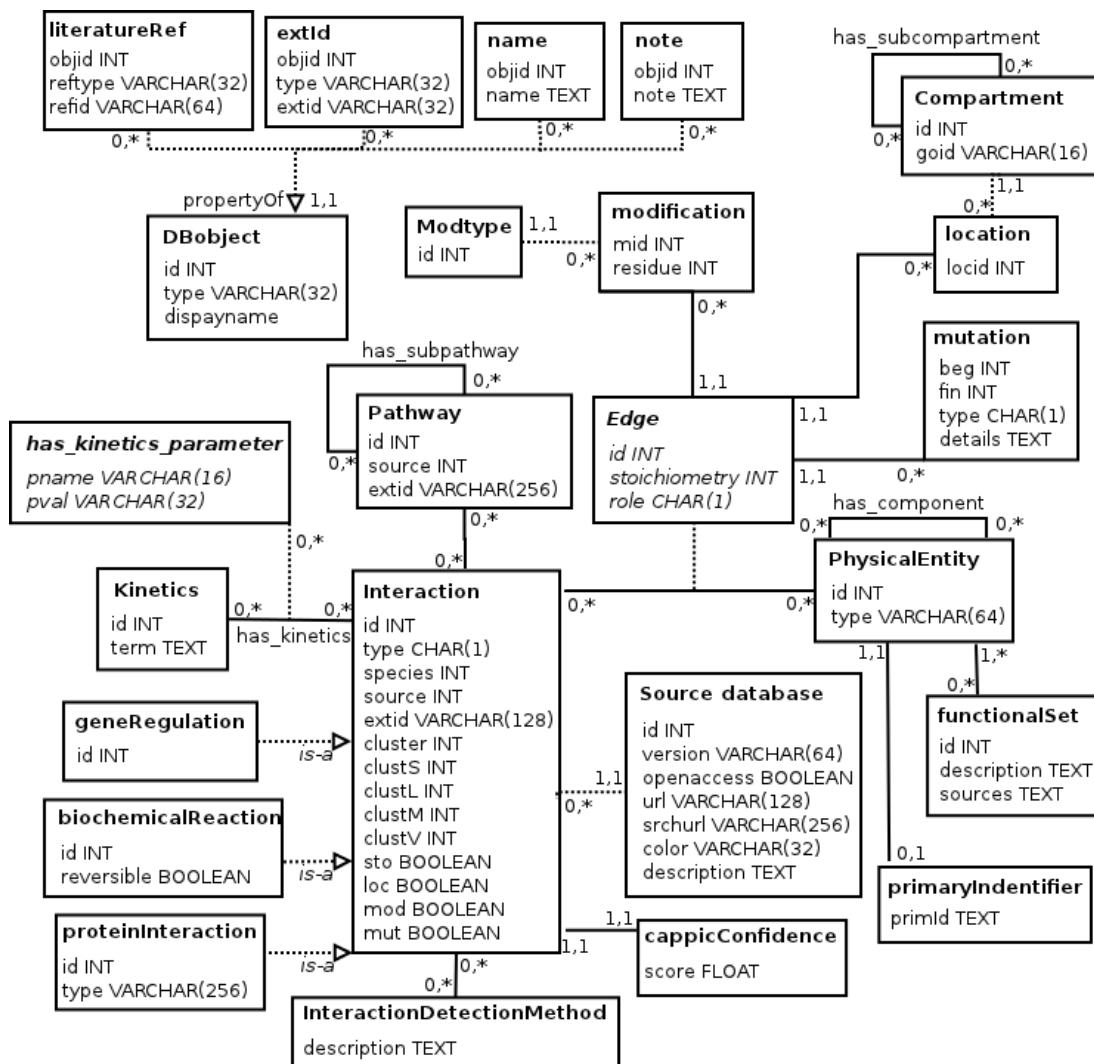 literatureRef
objid INT
reftype VARCHAR(32)
refid VARCHAR(64)
0,*
extId
objid INT
type VARCHAR(32)
extid VARCHAR(32)
0,*
name
objid INT
name TEXT
0,*
note
objid INT
note TEXT
0,*
has_subcompartment
0,*
0,*
Compartment
id INT
goid VARCHAR(16)
1,1
0,*
location
locid INT
0,*
propertyOf
1,1
DBobject
id INT
type VARCHAR(32)
dispayname
Modtype
id INT
1,1
0,*
modification
mid INT
residue INT
0,*
1,1
mutation
beg INT
fin INT
type CHAR(1)
details TEXT
0,*
has_subpathway
0,*
0,*
Pathway
id INT
source INT
extid VARCHAR(256)
0,*
0,*
Edge
id INT
stoichiometry INT
role CHAR(1)
1,1
1,1
has_kinetics_parameter
pname VARCHAR(16)
pval VARCHAR(32)
0,*
has_component
0,*
0,*
PhysicalEntity
id INT
type VARCHAR(64)
Kinetics
id INT
term TEXT
0,*
0,*
has_kinetics
Interaction
id INT
type CHAR(1)
species INT
source INT
extid VARCHAR(128)
cluster INT
clustS INT
clustL INT
clustM INT
clustV INT
sto BOOLEAN
loc BOOLEAN
mod BOOLEAN
mut BOOLEAN
0,*
0,*
1,1
1,*
0,*
functionalSet
id INT
description TEXT
sources TEXT
Source database
id INT
version VARCHAR(64)
openaccess BOOLEAN
url VARCHAR(128)
srchurl VARCHAR(256)
color VARCHAR(32)
description TEXT
1,1
0,*
geneRegulation
id INT
is-a
biochemicalReaction
id INT
reversible BOOLEAN
is-a
proteinInteraction
id INT
type VARCHAR(256)
is-a
0,1
primaryIndentifier
primId TEXT
1,1
1,1
cappicConfidence
score FLOAT
0,*
0,*
InteractionDetectionMethod
description TEXT